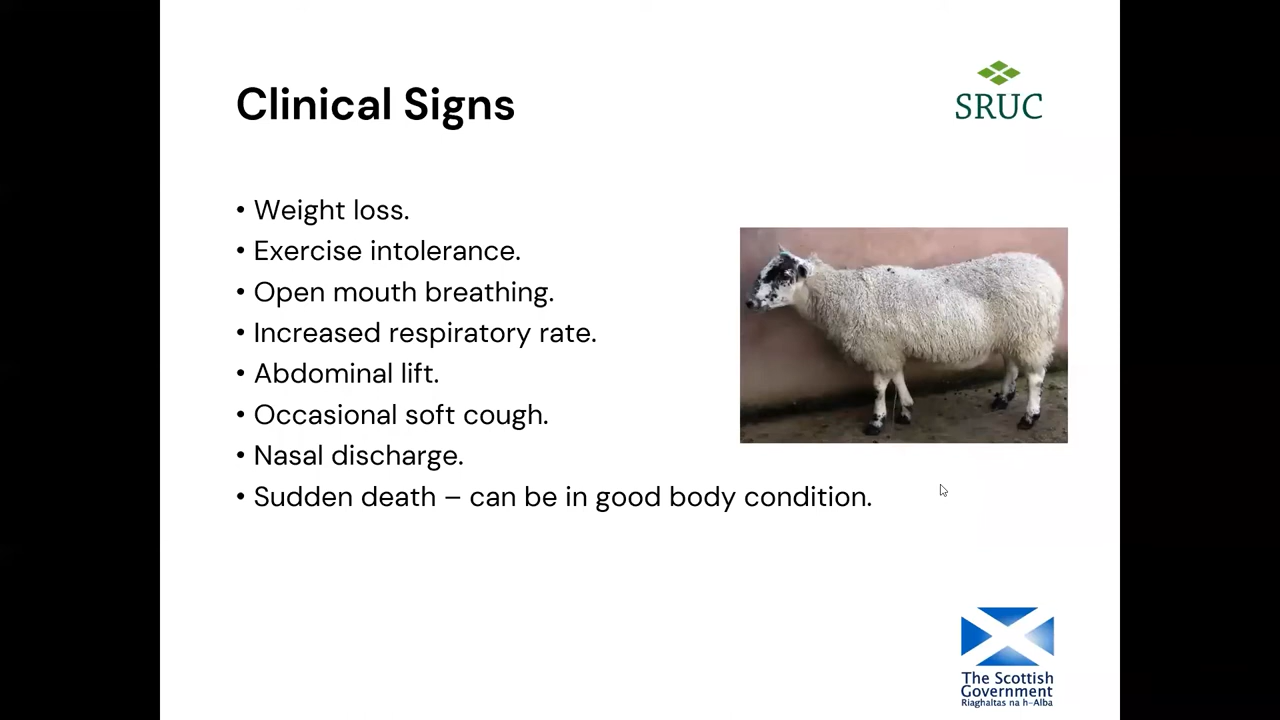 Clinical Signs
SRUC
• Weight loss.
• Exercise intolerance.
• Open mouth breathing.
• Increased respiratory rate.
• Abdominal lift.
• Occasional soft cough.
• Nasal discharge.
• Sudden death – can be in good body condition.
The Scottish
Government
Riaghaltas na h-Alba